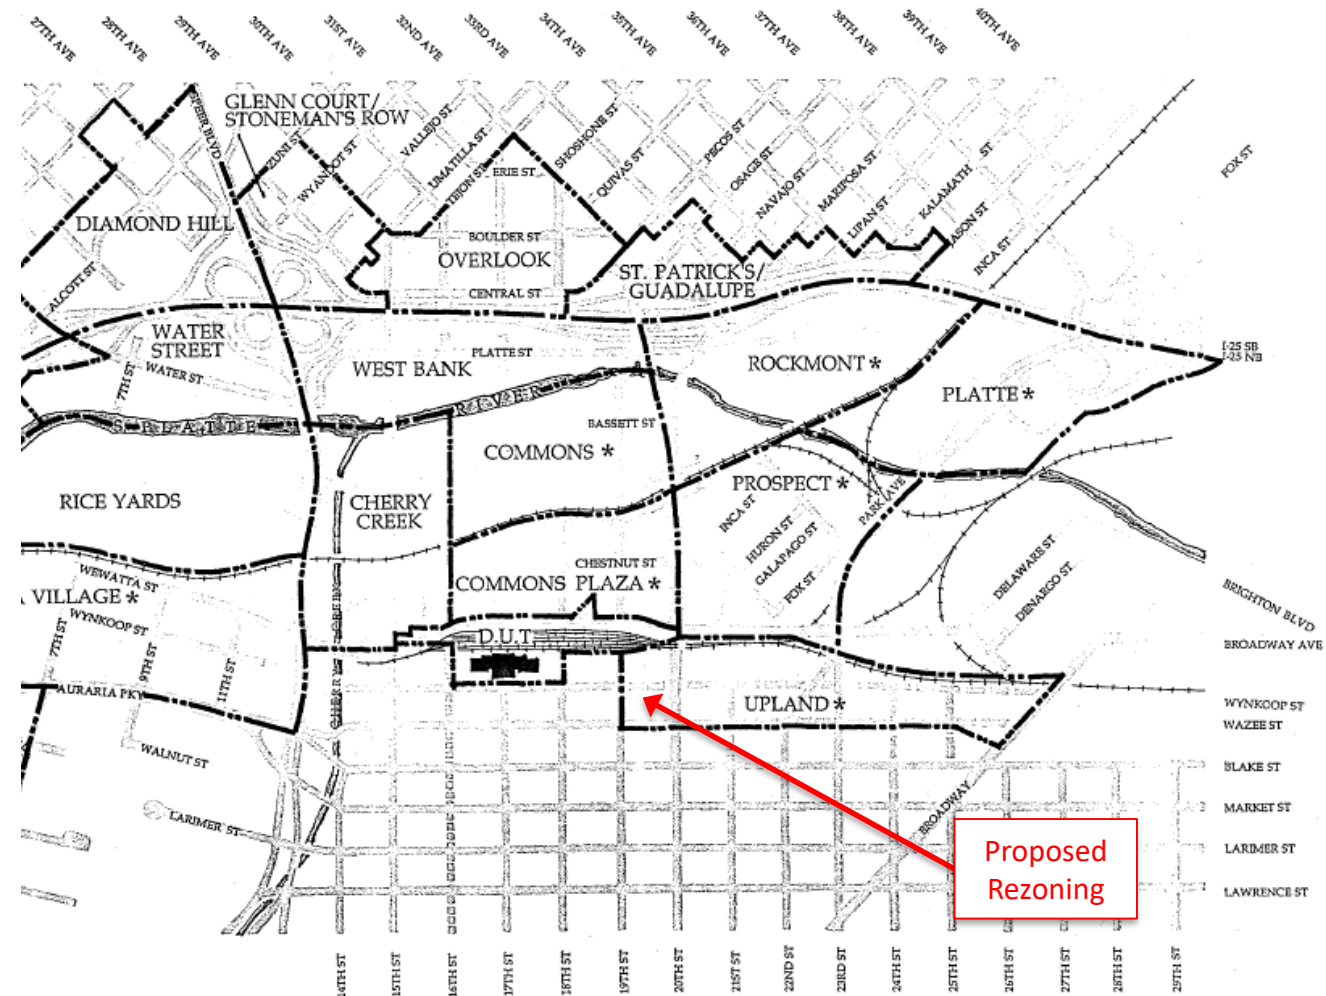 27TH AVE
28TH AVE
29TH AVE
30TH AVE
31ST AVE
32ND AVE
33RD AVE
34TH AVE
35TH AVE
36TH AVE
37TH AVE
38TH AVE
39TH AVE
40TH AVE
GLENN COURT/
STONEMAN'S ROW
SPEER BLVD
ZUNI ST
WYANDOT ST
VALLEJO ST
UMATILLA ST
TEJON ST
ERIE ST
SHOSHONE ST
QUIVAS ST
PECOS ST
OSAGE ST
NAVAJO ST
MARIPOSA ST
LIPAN ST
KALAMATH ST
JASON ST
INCA ST
FOX ST
DIAMOND HILL
BOULDER ST
OVERLOOK
CENTRAL ST
ST. PATRICK'S/
GUADALUPE
ALCOTT ST
WATER
STREET
7TH ST
WATER ST
WEST BANK
PLATTE ST
ROCKMONT *
PLATTE *
I-25 SB
I-25 NB
S PLATTE
RIVER
BASSETT ST
COMMONS *
RICE YARDS
CHERRY
CREEK
PROSPECT *
INCA ST
HURON ST
GALAPAGO ST
FOX ST
PARK AVE
CHESTNUT ST
COMMONS PLAZA *
WEWATTA ST
VILLAGE *
WYNKOOP ST
7TH ST
9TH ST
11TH ST
AURARIA PKY
D.U.T.
DELAWARE ST
DENARGO ST
BRIGHTON BLVD
BROADWAY AVE
UPLAND *
WYNKOOP ST
WAZEE ST
WALNUT ST
LARIMER ST
BLAKE ST
MARKET ST
LARIMER ST
LAWRENCE ST
BROADWAY
Proposed
Rezoning
14TH ST
15TH ST
16TH ST
17TH ST
18TH ST
19TH ST
20TH ST
21ST ST
22ND ST
23RD ST
24TH ST
25TH ST
26TH ST
27TH ST
28TH ST
29TH ST